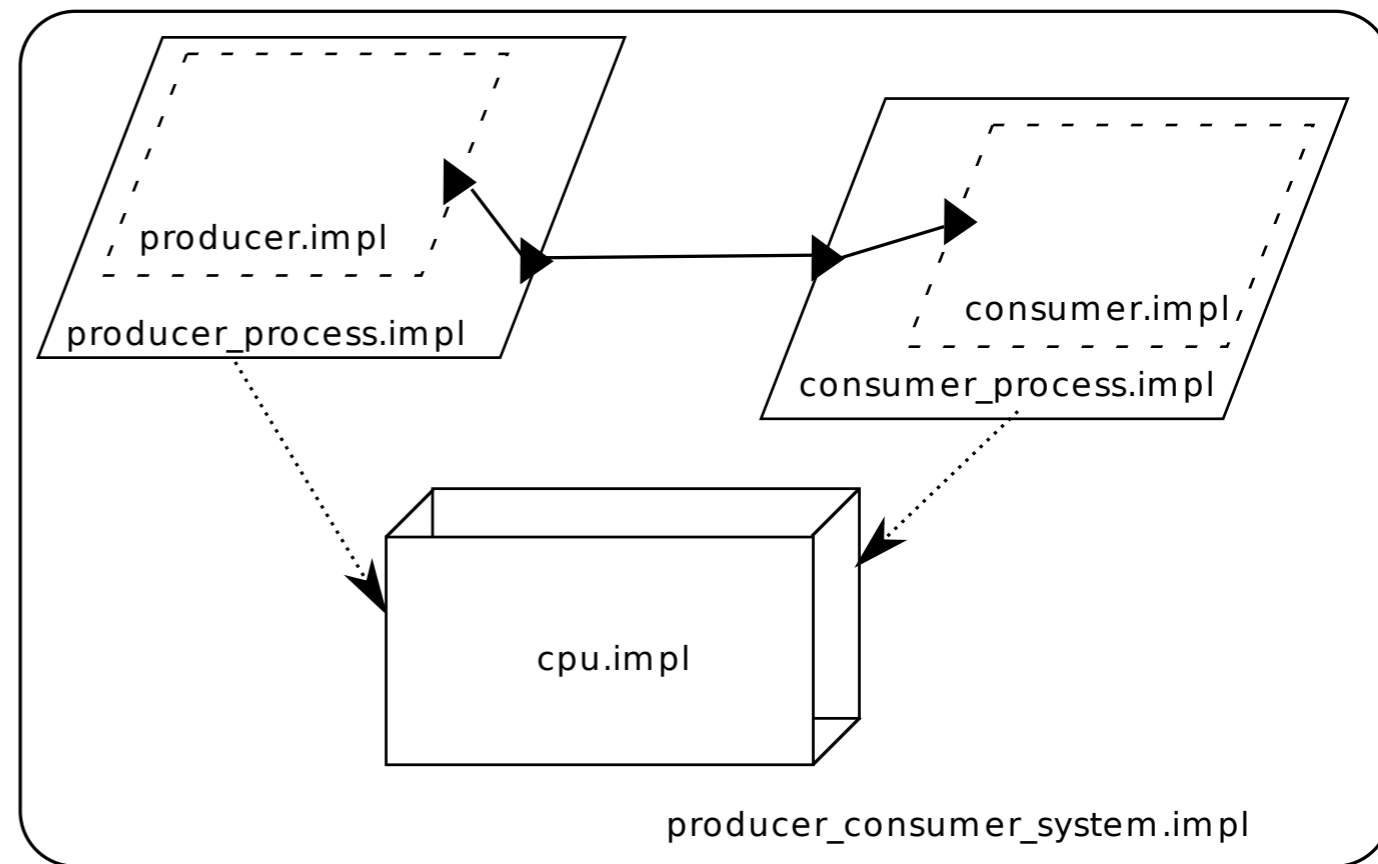 producer.impl
producer_process.impl
consumer.impl
consumer_process.impl
cpu.impl
producer_consumer_system.impl